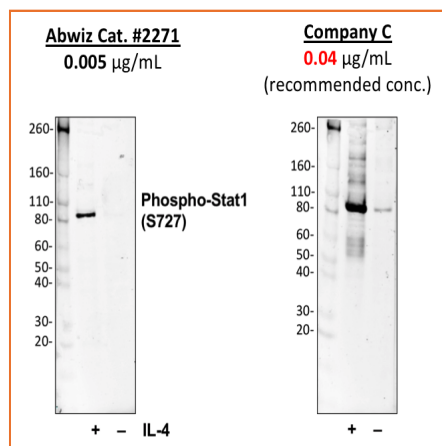 Abwiz Cat. #2271
0.005 µg/mL
Company C
0.04 µg/mL
(recommended conc.)
260-
160-
110-
80-
60-
50-
40-
30-
20-
Phospho-Stat1
(S727)
260-
160-
110-
80-
60-
50-
40-
30-
20-
+ – IL-4
+ –